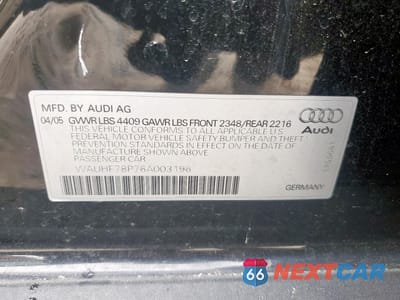 MFD. BY AUDI AG
04/05 GVWR LBS 4409 GAWR LBS FRONT 2348/REAR 2216
THIS VEHICLE CONFORMS TO ALL APPLICABLE US
FEDERAL MOTOR VEHICLE SAFETY BUMPER AND THEFT
PREVENTION STANDARDS IN EFFECT ON THE DATE OF
MANUFACTURE SHOWN ABOVE
PASSENGER CAR
WAUHF78P76A003196
Audi
GERMANY
66 NEXTCAR